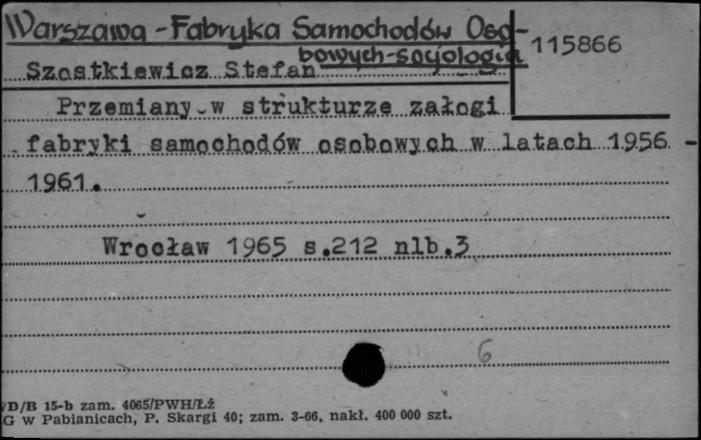 Warszawa - Fabryka Samochodów Oso-
bowych - socjologia
115866
Szostkiewicz Stefan
Przemiany w strukturze załogi
fabryki samochodów osobowych w latach 1956 -
1961.
Wrocław 1965 s.212 nlb.3
6
D/B 15-b zam. 4065/PWH/Łź
G w Pabianicach, P. Skargi 40; zam. 3-66, nakł. 400 000 szt.